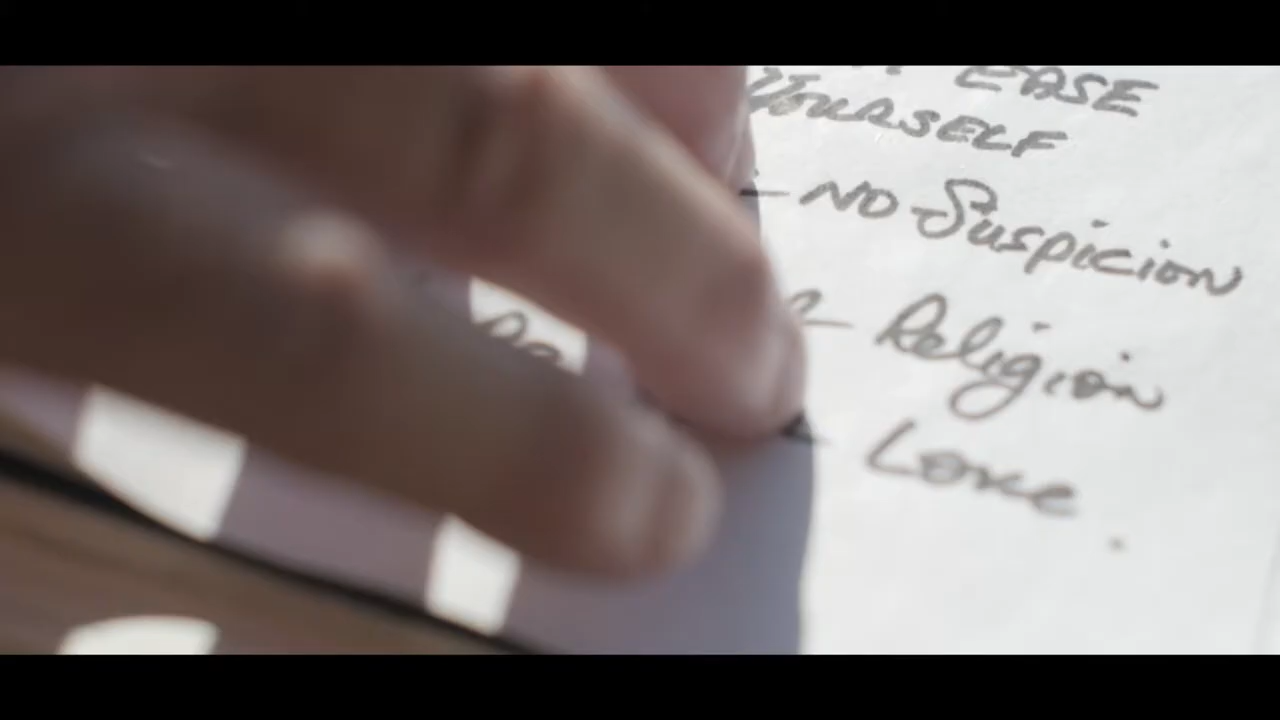 EASE
YOURSELF
- NO Suspicion
- Religion
Love.